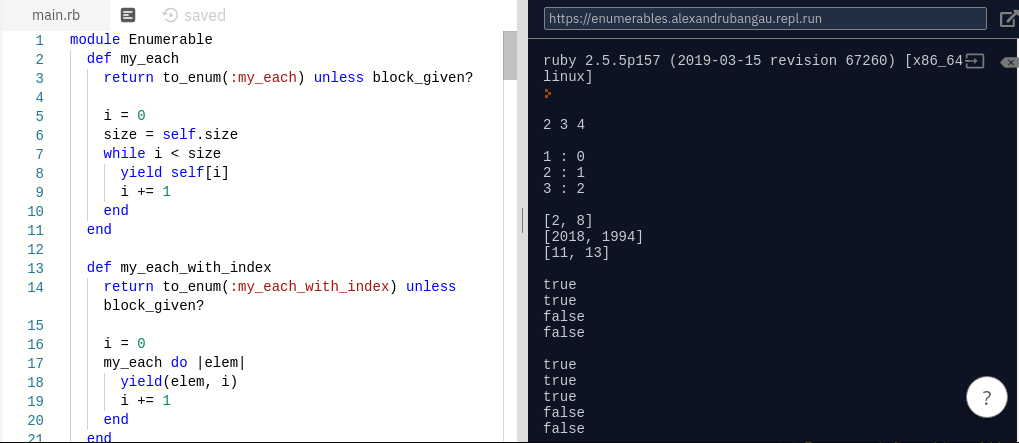 main.rb
saved
1 module Enumerable
2 def my_each
3 return to_enum(:my_each) unless block_given?
4
5 i = 0
6 size = self.size
7 while i < size
8 yield self[i]
9 i += 1
10 end
11 end
12
13 def my_each_with_index
14 return to_enum(:my_each_with_index) unless
block_given?
15
16 i = 0
17 my_each do |elem|
18 yield(elem, i)
19 i += 1
20 end
21 end
https://enumerables.alexandrubangau.repl.run
ruby 2.5.5p157 (2019-03-15 revision 67260) [x86_64-
linux]
2 3 4
1 : 0
2 : 1
3 : 2
[2, 8]
[2018, 1994]
[11, 13]
true
true
false
false
true
true
true
false
false
?